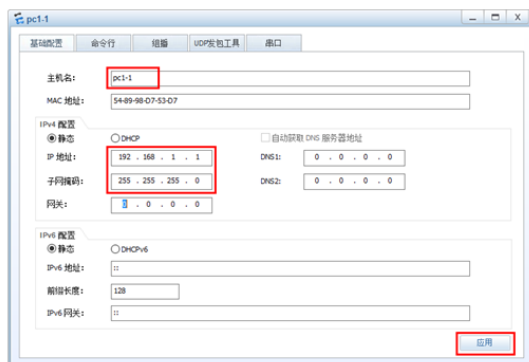 pc1-1
基础配置 命令行 组播 UDP发包工具 串口
主机名: pc1-1
MAC 地址: 54-89-98-D7-53-D7
IPv4 配置
静态 DHCP 自动获取 DNS 服务器地址
IP 地址: 192 . 168 . 1 . 1 DNS1: 0 . 0 . 0 . 0
子网掩码: 255 . 255 . 255 . 0 DNS2: 0 . 0 . 0 . 0
网关: 0 . 0 . 0 . 0
IPv6 配置
静态 DHCPv6
IPv6 地址: ::
前缀长度: 128
IPv6 网关: ::
应用